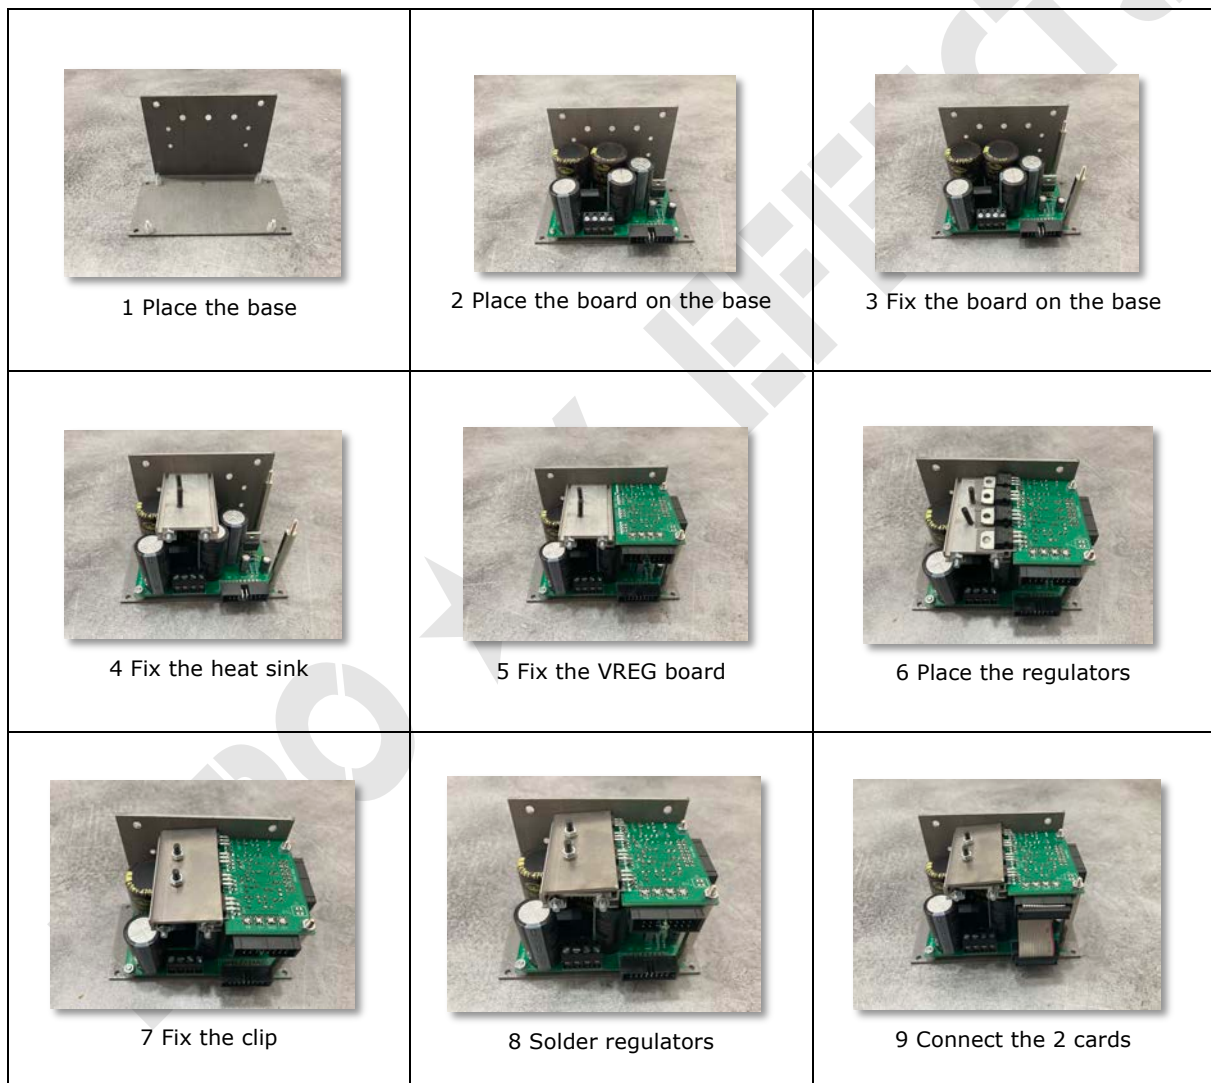 1 Place the base
2 Place the board on the base
3 Fix the board on the base
4 Fix the heat sink
5 Fix the VREG board
6 Place the regulators
7 Fix the clip
8 Solder regulators
9 Connect the 2 cards